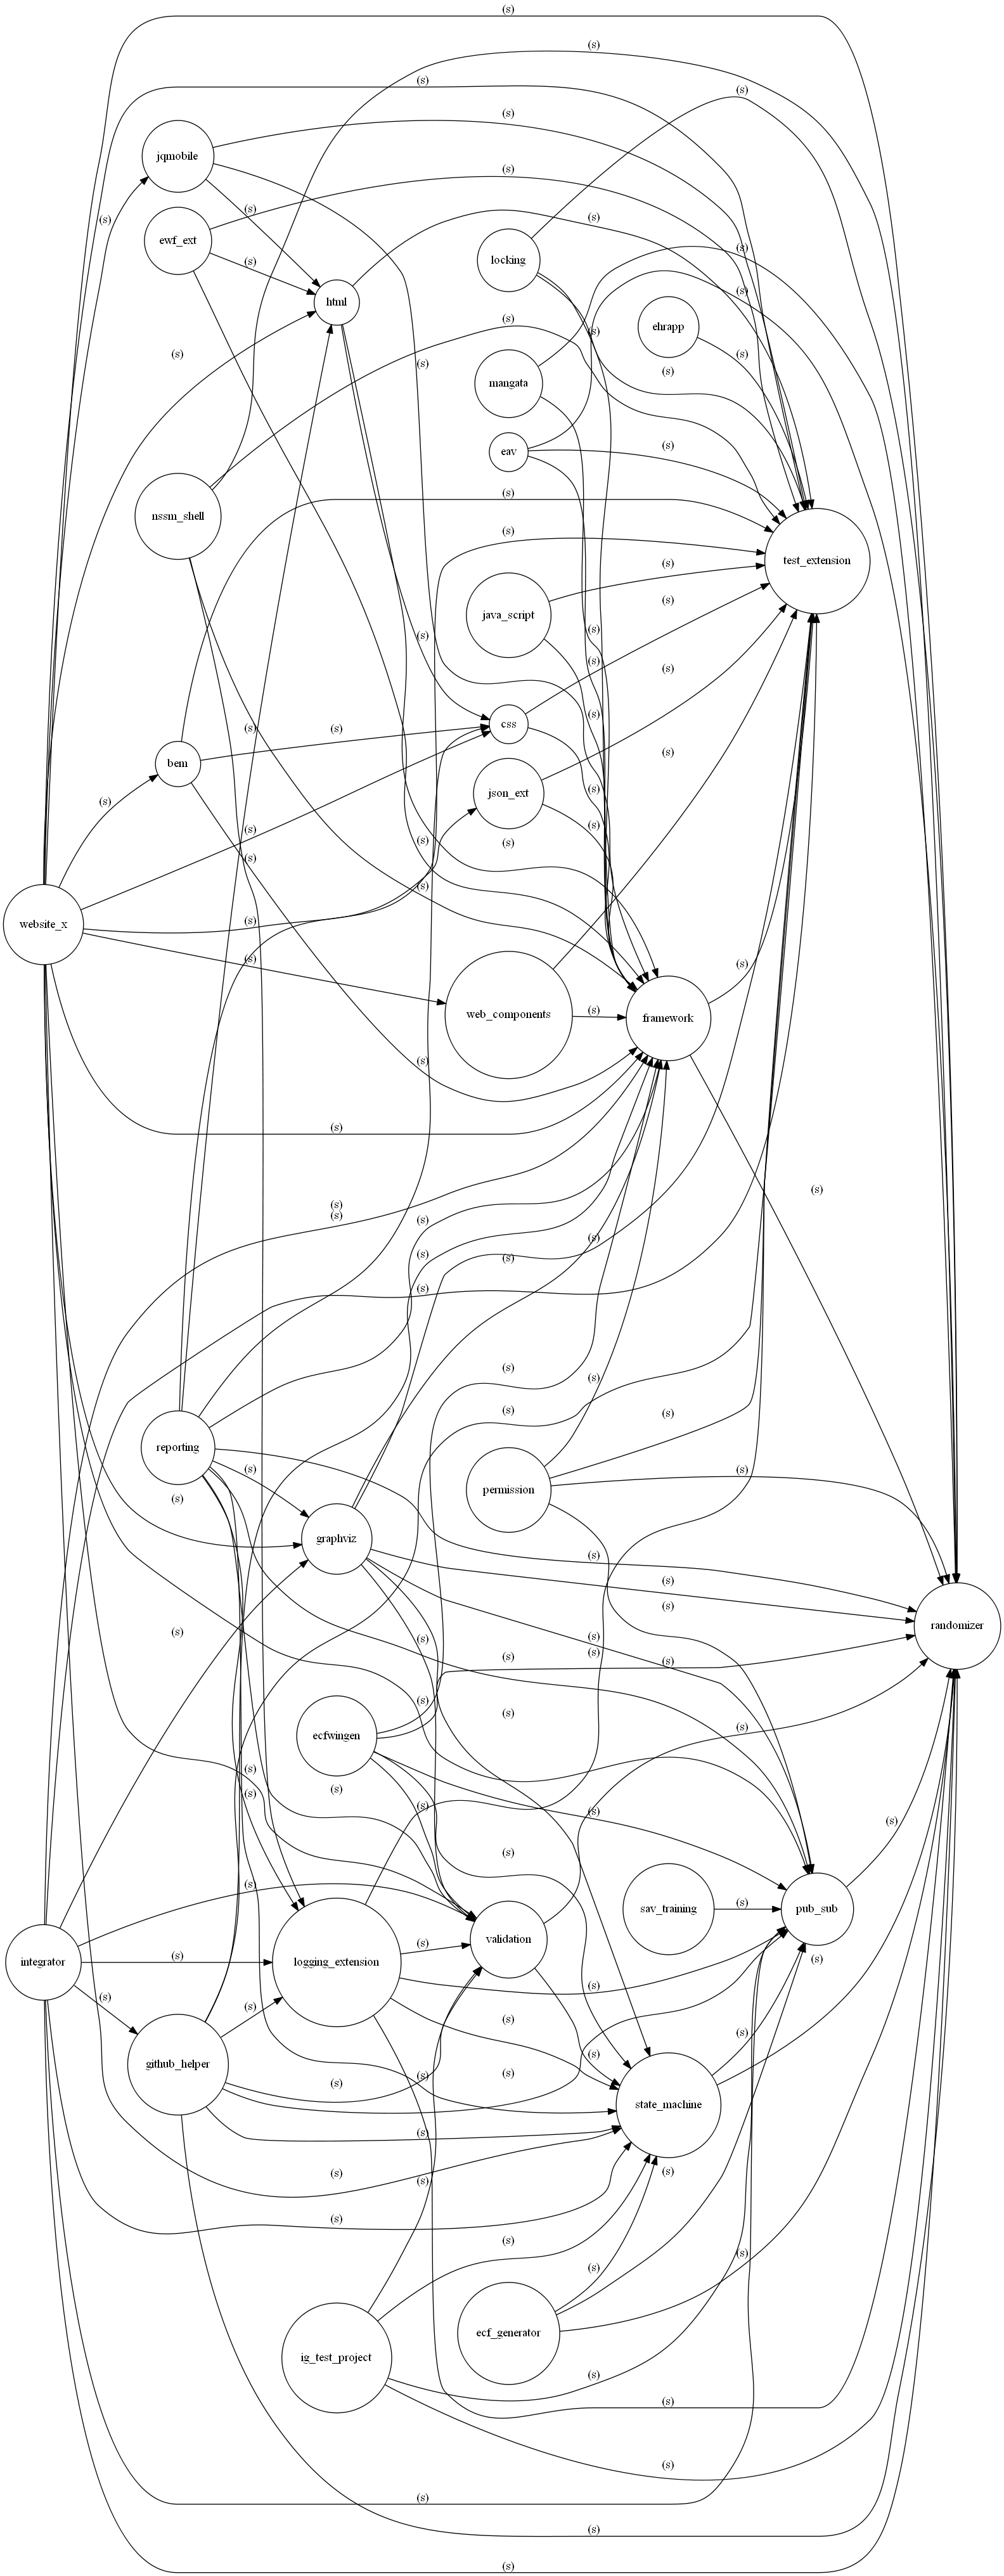 (s)
(s)
(s)
(s)
(s)
(s)
jqmobile
(s)
(s)
(s)
(s)
ewf_ext
(s)
(s)
locking
(s)
html
(s)
ehrapp
(s)
(s)
(s)
(s)
(s)
mangata
(s)
eav
(s)
nssm_shell
(s)
(s)
test_extension
(s)
java_script
(s)
(s)
(s)
(s)
(s)
(s)
css
(s)
(s)
(s)
bem
(s)
json_ext
(s)
(s)
(s)
(s)
(s)
(s)
(s)
website_x
(s)
(s)
(s)
web_components
(s)
framework
(s)
(s)
(s)
(s)
(s)
(s)
(s)
(s)
(s)
(s)
(s)
(s)
(s)
(s)
reporting
(s)
(s)
permission
(s)
graphviz
(s)
(s)
(s)
(s)
randomizer
(s)
(s)
(s)
(s)
(s)
(s)
ecfwingen
(s)
(s)
(s)
(s)
(s)
(s)
(s)
(s)
(s)
sav_training
(s)
pub_sub
(s)
validation
(s)
(s)
integrator
(s)
logging_extension
(s)
(s)
(s)
(s)
(s)
(s)
(s)
github_helper
(s)
(s)
(s)
state_machine
(s)
(s)
(s)
(s)
(s)
(s)
(s)
(s)
(s)
ecf_generator
ig_test_project
(s)
(s)
(s)
(s)
(s)
(s)